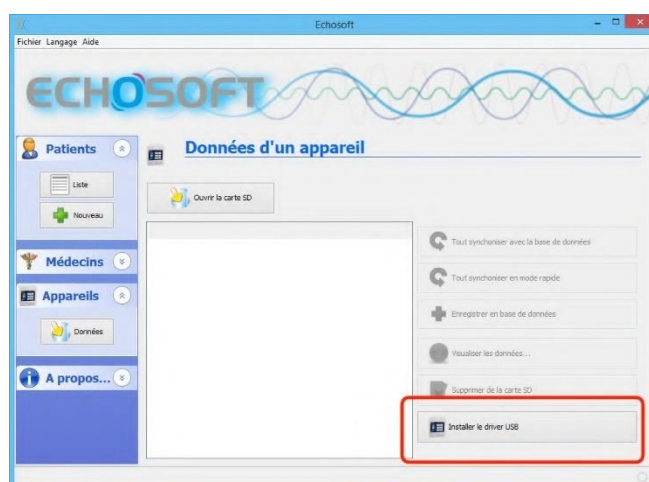 Echosoft
Fichier Langage Aide
ECHOSOFT
Patients
Liste
Nouveau
Médecins
Appareils
Données
A propos...
Données d'un appareil
Ouvrir la carte SD
Tout synchoniser avec la base de données
Tout synchoniser en mode rapide
Enregistrer en base de données
Visualiser les données...
Supprimer de la carte SD
Installer le driver USB